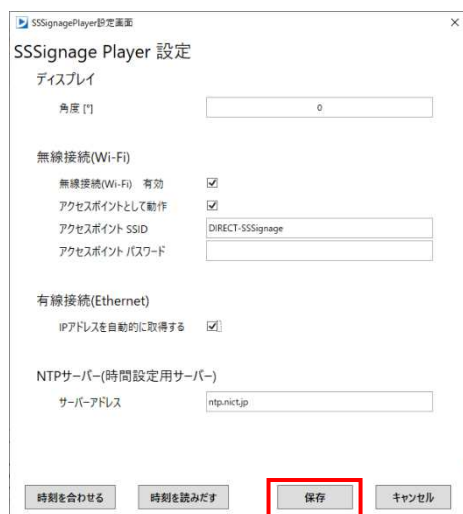 SSSignagePlayer設定画面
SSSignage Player 設定
ディスプレイ
角度 [°] 0
無線接続(Wi-Fi)
無線接続(Wi-Fi) 有効
アクセスポイントとして動作
アクセスポイント SSID DIRECT-SSSignage
アクセスポイント パスワード
有線接続(Ethernet)
IPアドレスを自動的に取得する
NTPサーバー(時間設定用サーバー)
サーバーアドレス ntp.nict.jp
時刻を合わせる 時刻を読みだす 保存 キャンセル